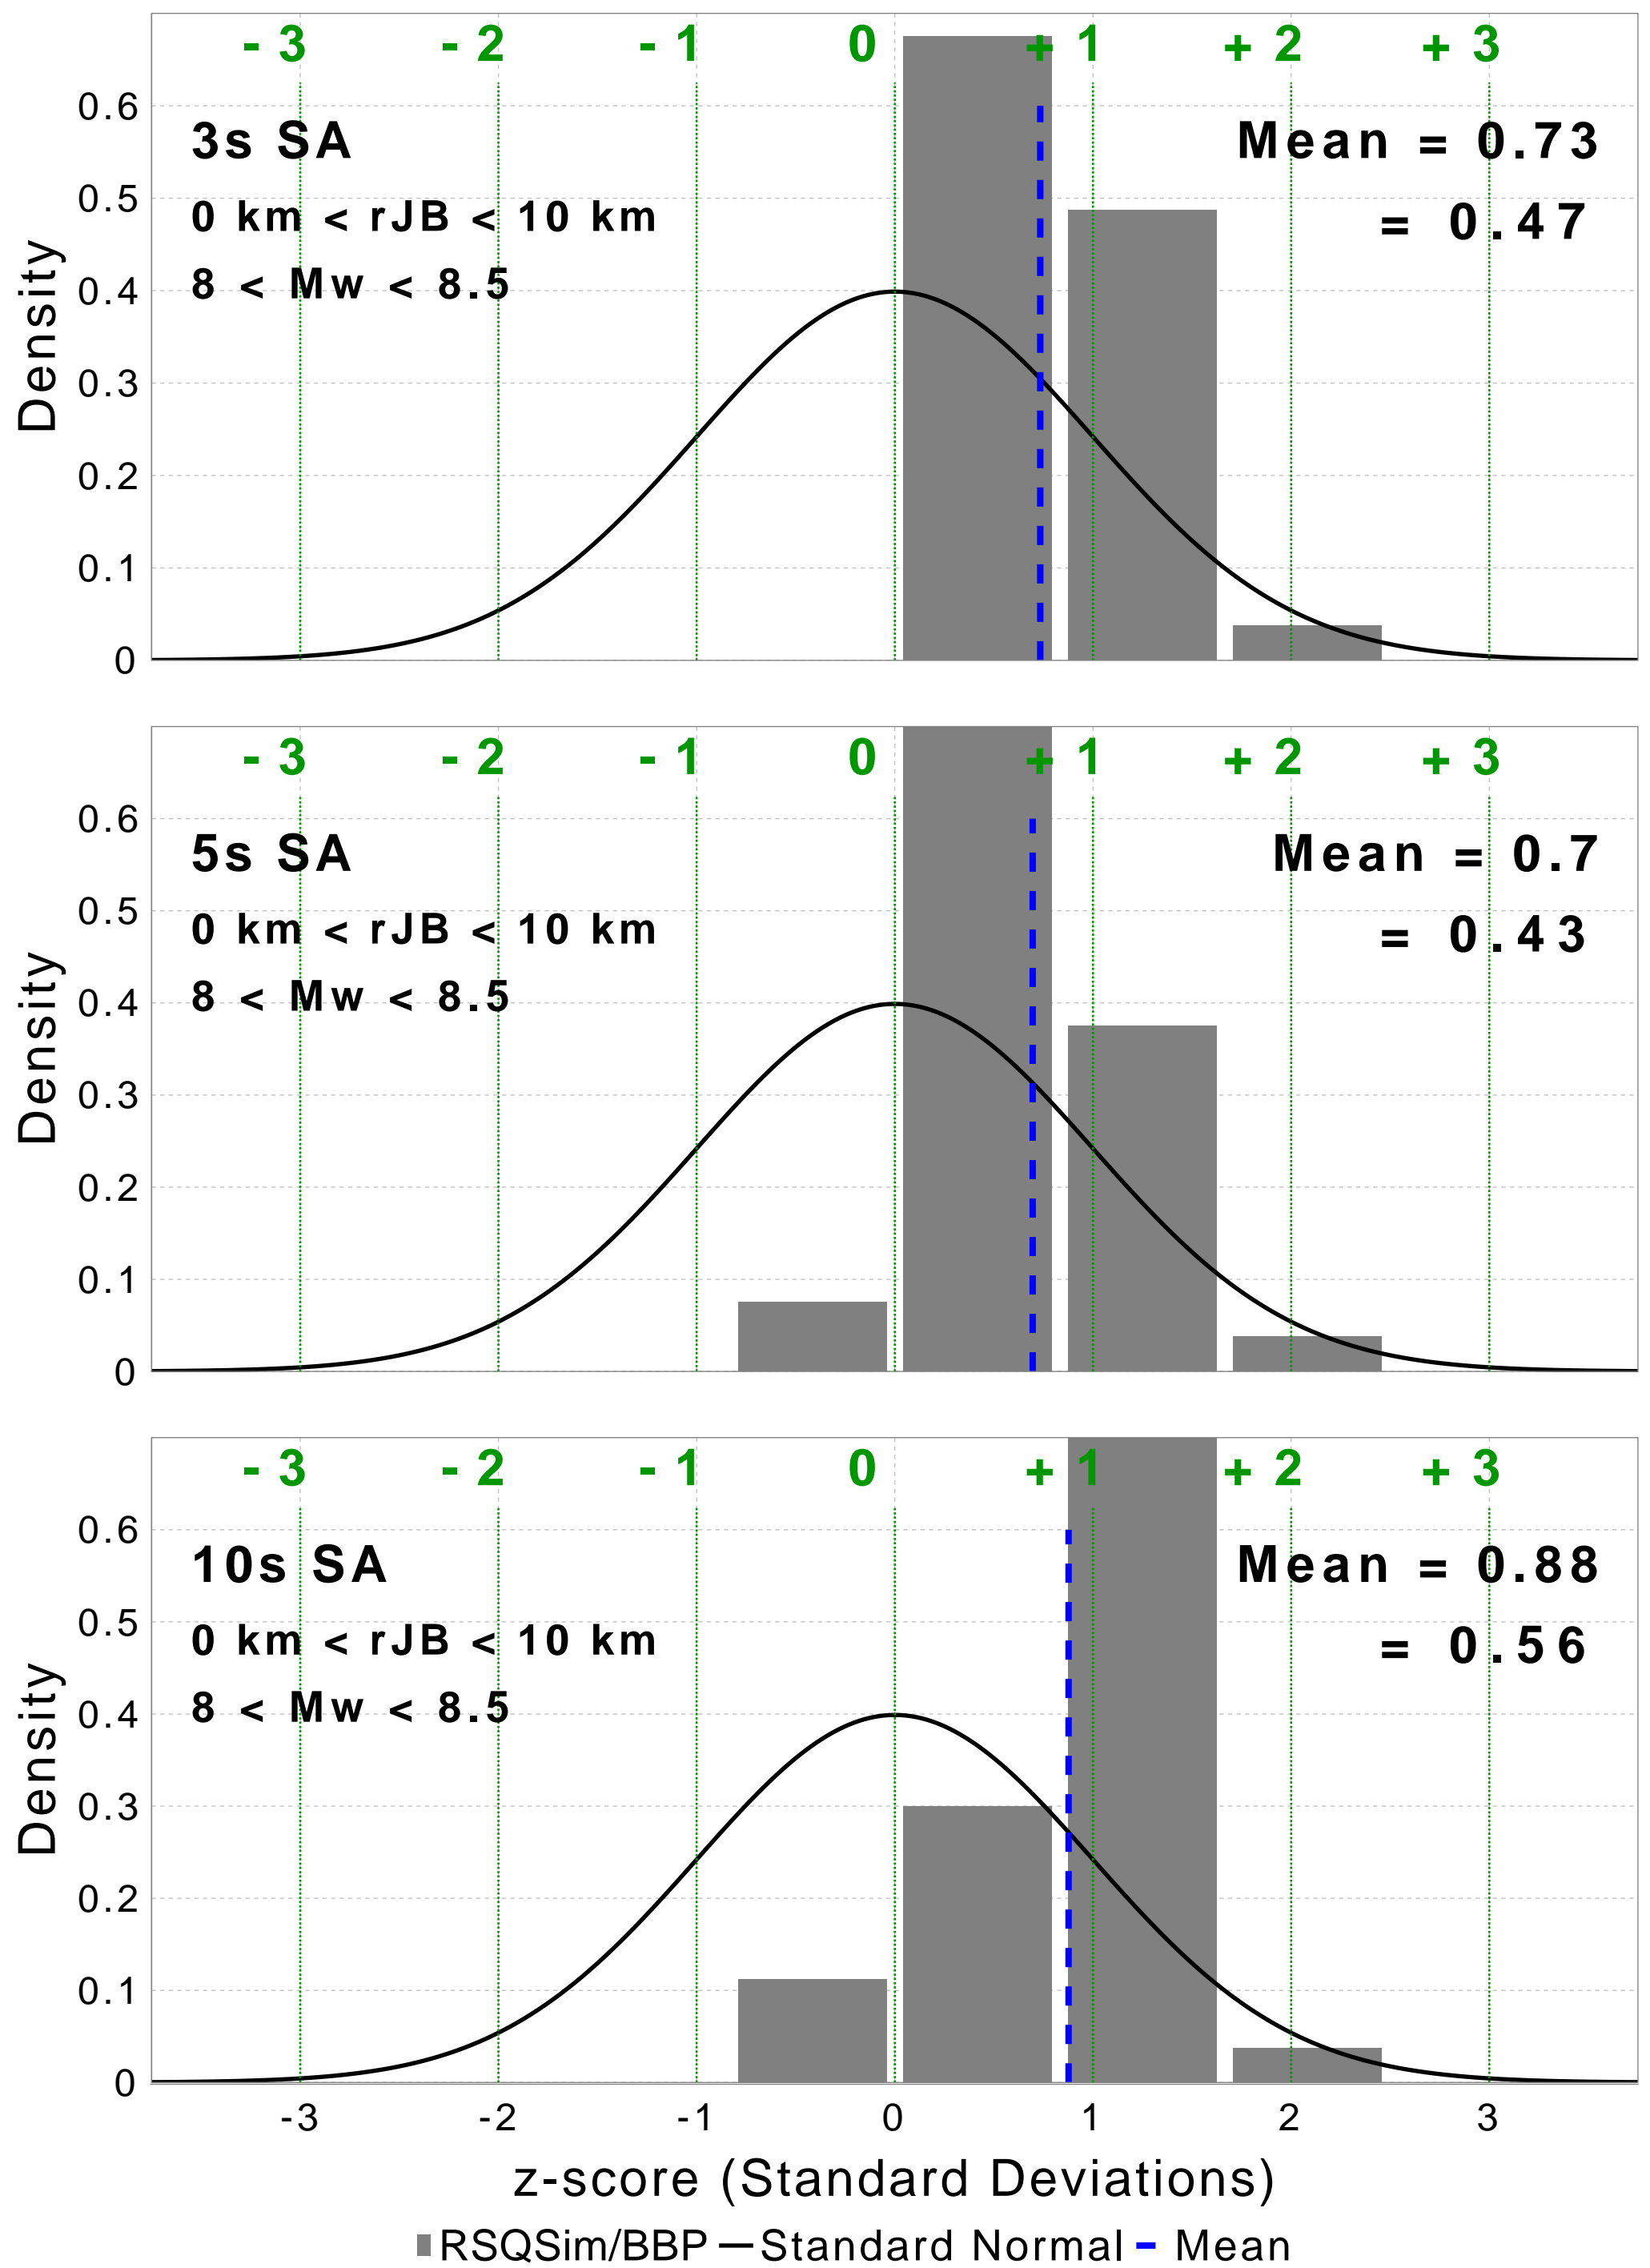 - 3 - 2 - 1 0 + 1 + 2 + 3
0.6
3s SA
Mean = 0.73
0.5
0 km < rJB < 10 km
= 0.47
8 < Mw < 8.5
0.4
Density
0.3
0.2
0.1
0
- 3 - 2 - 1 0 + 1 + 2 + 3
0.6
5s SA
Mean = 0.7
0.5
0 km < rJB < 10 km
= 0.43
8 < Mw < 8.5
0.4
Density
0.3
0.2
0.1
0
- 3 - 2 - 1 0 + 1 + 2 + 3
0.6
10s SA
Mean = 0.88
0.5
0 km < rJB < 10 km
= 0.56
8 < Mw < 8.5
0.4
Density
0.3
0.2
0.1
0
-3 -2 -1 0 1 2 3
z-score (Standard Deviations)
RSQSim/BBP Standard Normal Mean